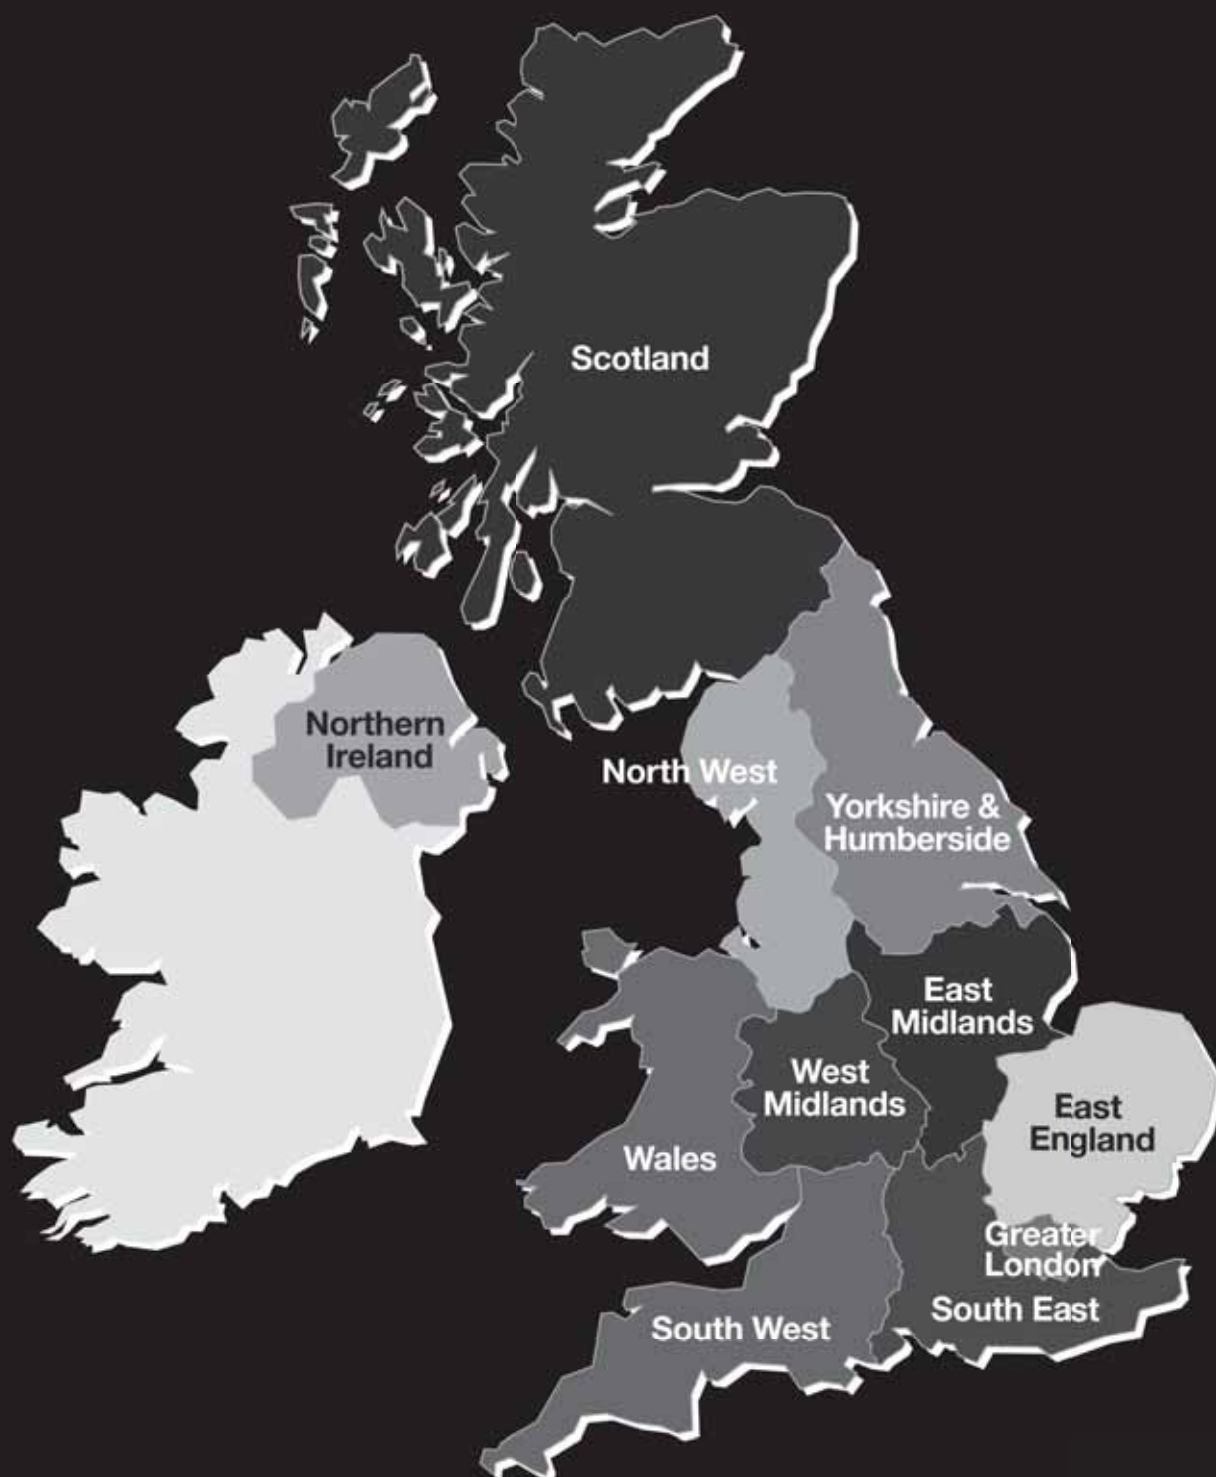 Scotland
Northern
Ireland
North West
Yorkshire &
Humberside
East
Midlands
West
Midlands
East
England
Wales
Greater
London
South East
South West